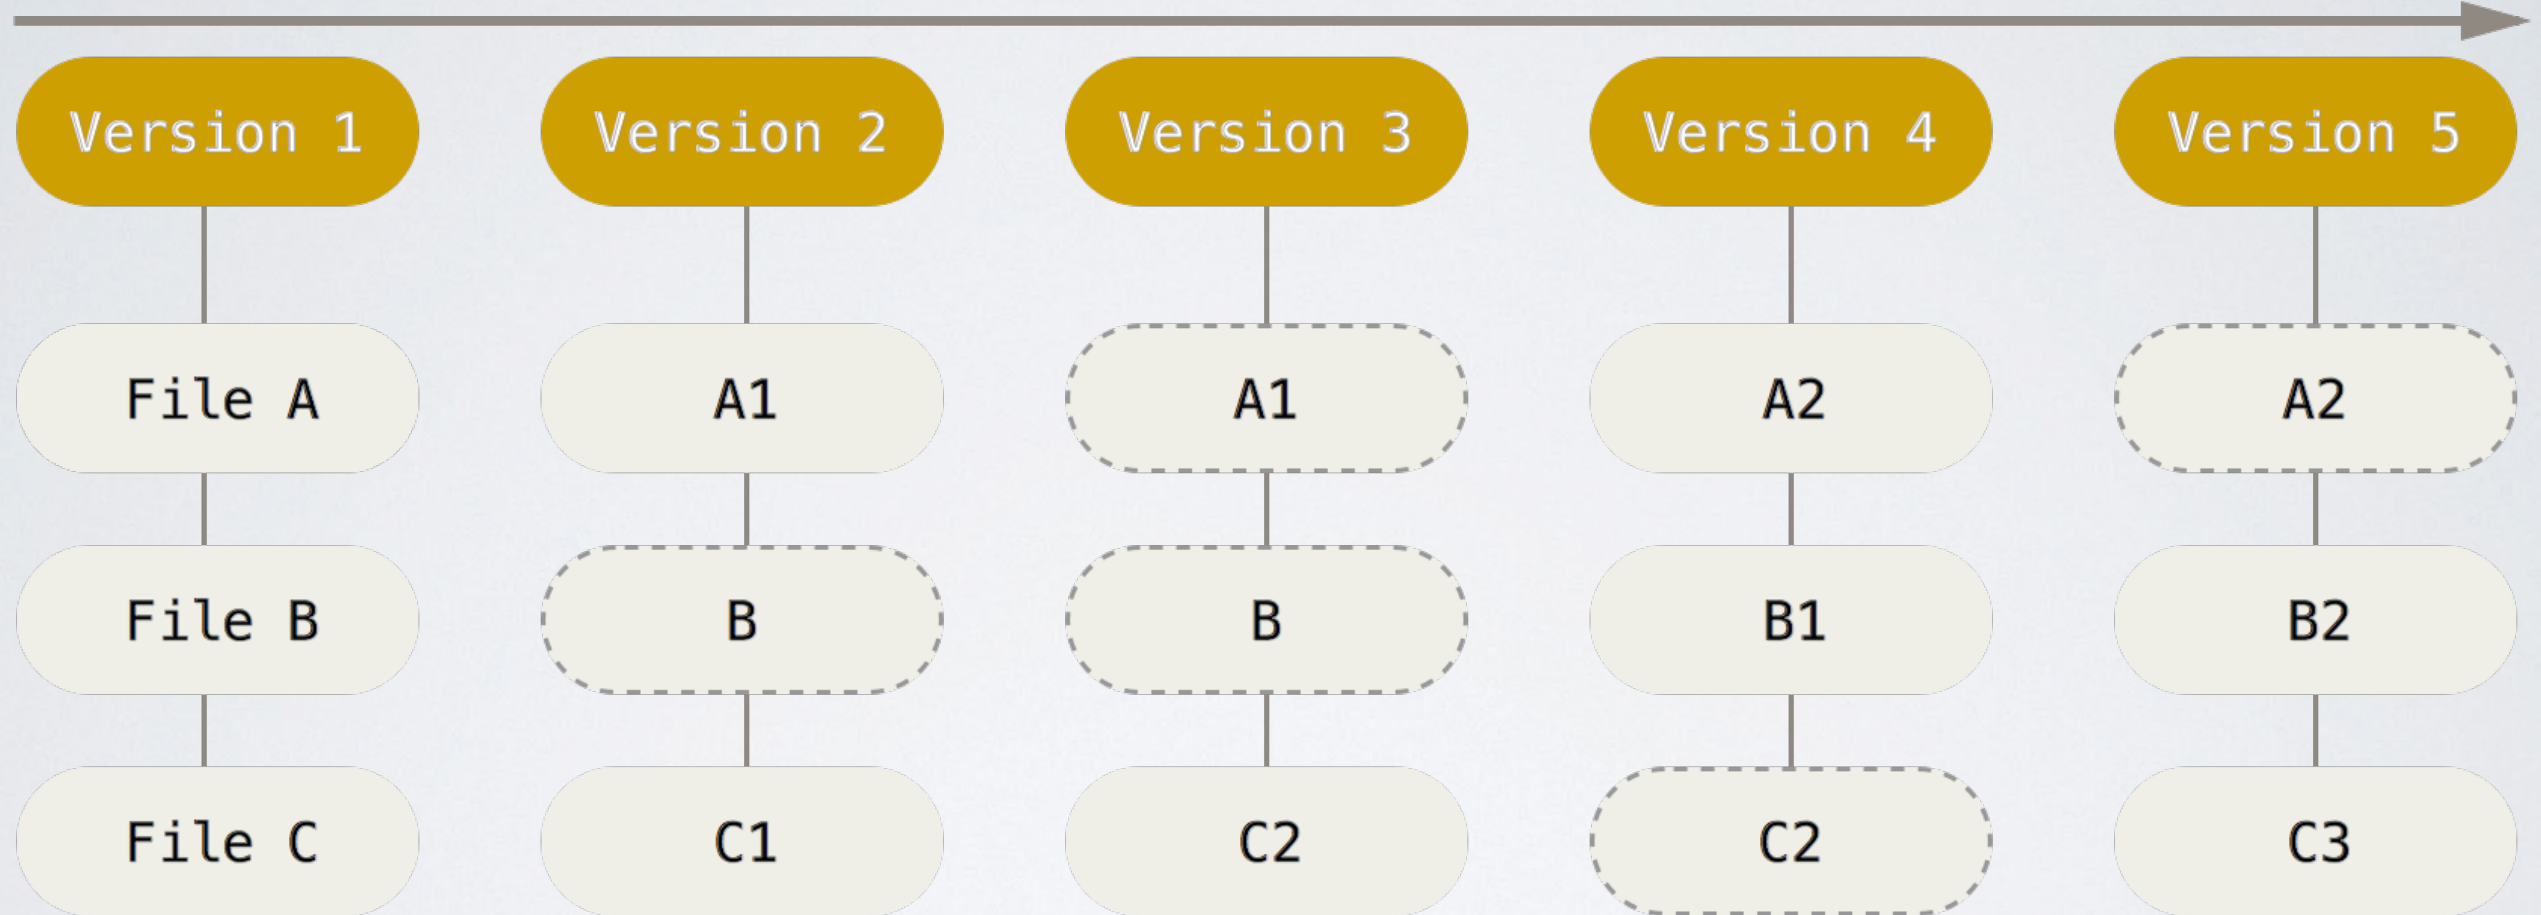 Version 1 Version 2 Version 3 Version 4 Version 5
File A A1 A1 A2 A2
File B B B B1 B2
File C C1 C2 C2 C3